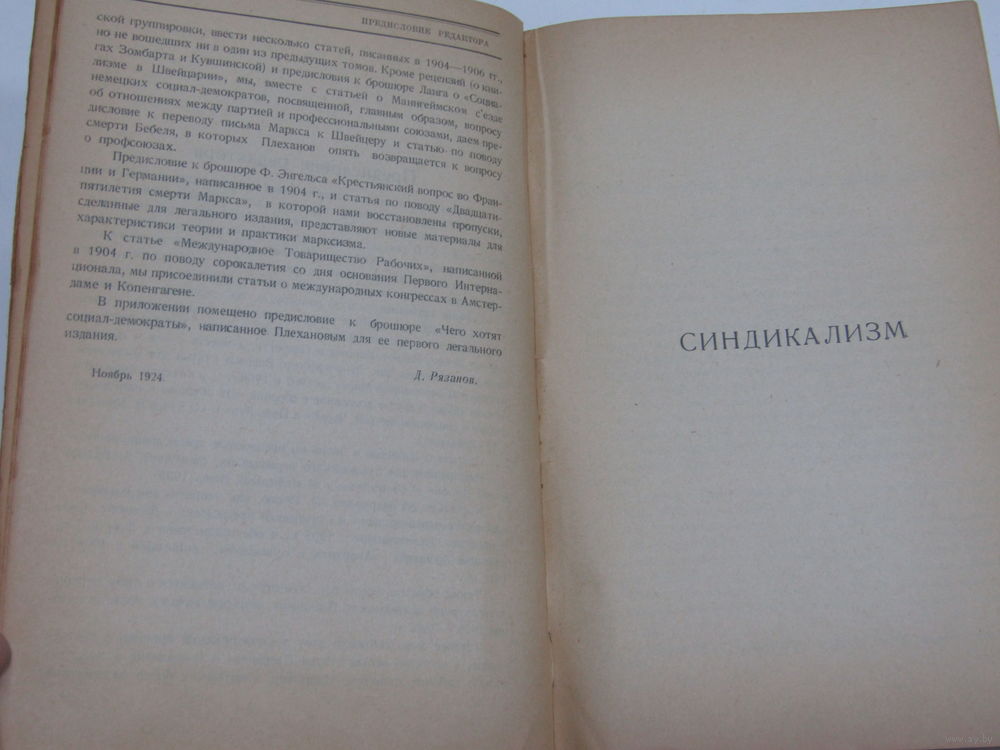 ПРЕДИСЛОВИЕ РЕДАКТОРА
ской группировки, ввести несколько статей, писанных в 1904—1906 гг.,
но не вошедших ни в один из предыдущих томов. Кроме рецензий (о кни-
гах Зомбарта и Кувшинской) и предисловия к брошюре Ланга о «Социа-
лизме в Швейцарии», мы, вместе с статьей о Маннгеймском с'езде
немецких социал-демократов, посвященной, главным образом, вопросу
об отношениях между партией и профессиональными союзами, даем пре-
дисловие к переводу письма Маркса к Швейцеру и статью по поводу
смерти Бебеля, в которых Плеханов опять возвращается к вопросу
о профсоюзах.
Предисловие к брошюре Ф. Энгельса «Крестьянский вопрос во Фран-
ции и Германии», написанное в 1904 г., и статья по поводу «Двадцати-
пятилетия смерти Маркса», в которой нами восстановлены пропуски,
сделанные для легального издания, представляют новые материалы для
характеристики теории и практики марксизма.
К статье «Международное Товарищество Рабочих», написанной
в 1904 г. по поводу сорокалетия со дня основания Первого Интерна-
ционала, мы присоединили статьи о международных конгрессах в Амстер-
даме и Копенгагене.
В приложении помещено предисловие к брошюре «Чего хотят
социал-демократы», написанное Плехановым для ее первого легального
издания.
Ноябрь 1924 Д. Рязанов.
СИНДИКАЛИЗМ
www.ay.by